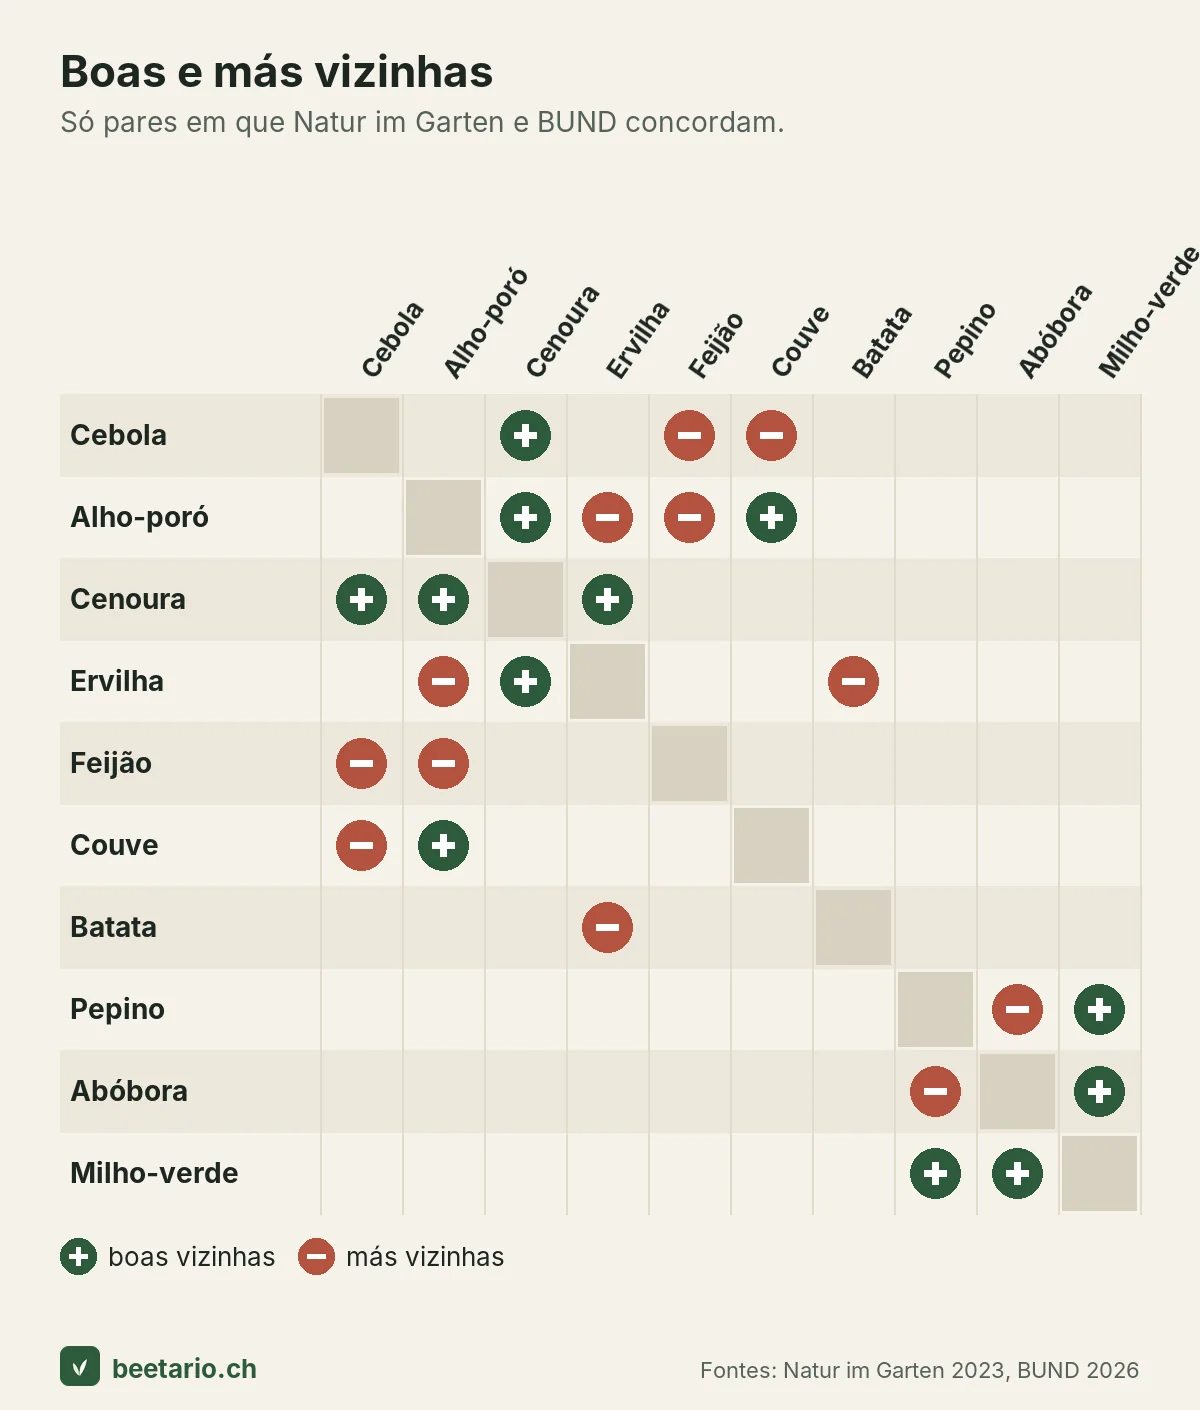 Boas e más vizinhas
Só pares em que Natur im Garten e BUND concordam.
Cebola
Alho-poró
Cenoura
Ervilha
Feijão
Couve
Batata
Pepino
Abóbora
Milho-verde
Cebola
Alho-poró
Cenoura
Ervilha
Feijão
Couve
Batata
Pepino
Abóbora
Milho-verde
boas vizinhas más vizinhas
beetario.ch
Fontes: Natur im Garten 2023, BUND 2026